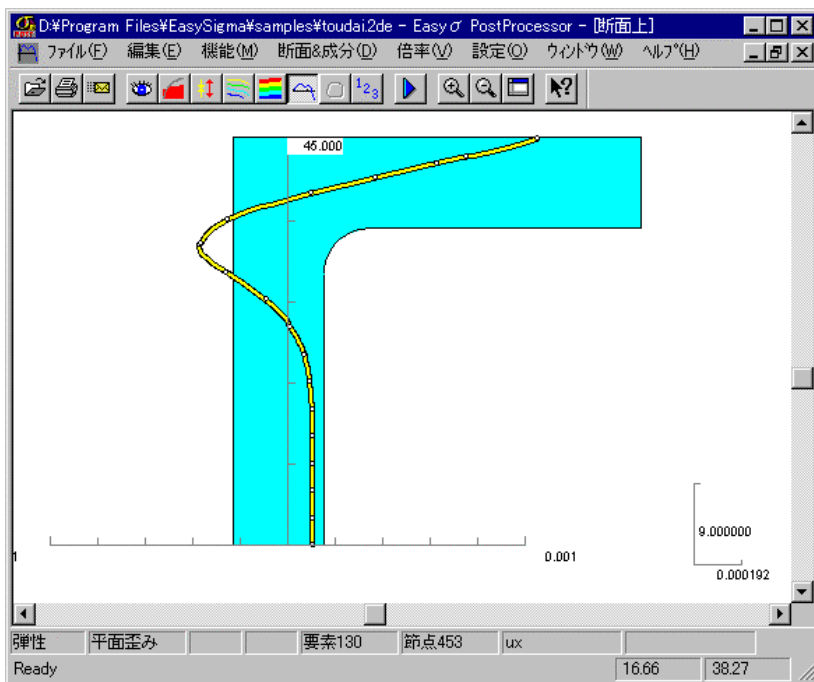 D:¥Program Files¥EasySigma¥samples¥toudai.2de - Easyσ PostProcessor - [断面上]
ファイル(F) 編集(E) 機能(M) 断面&成分(D) 倍率(V) 設定(O) ウィンドウ(W) ヘルプ(H)
45.000
1 0.001
9.000000
0.000192
弾性 平面歪み 要素130 節点453 ux
Ready 16.66 38.27